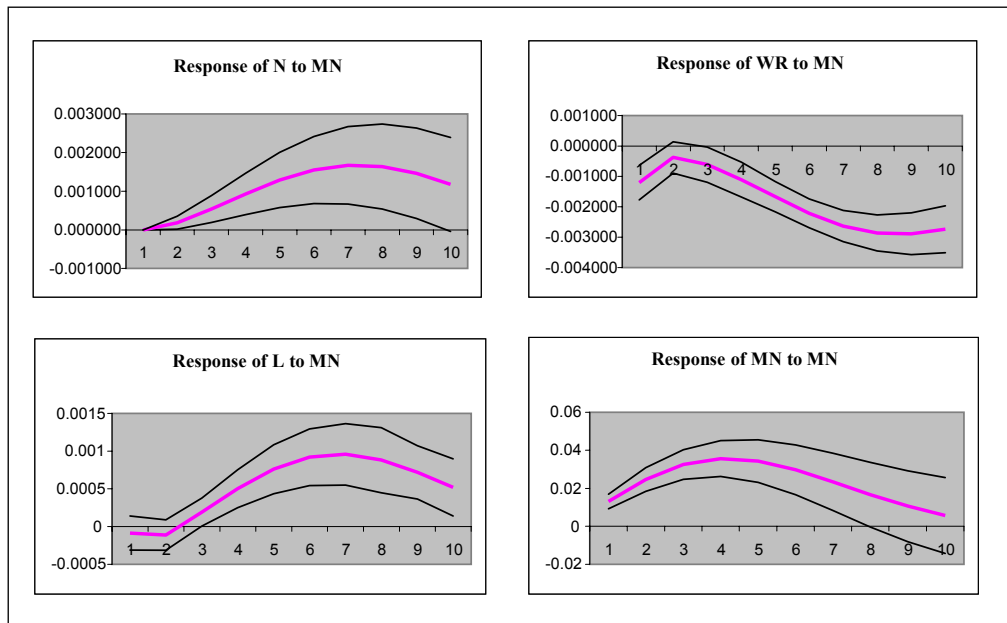 Response of N to MN
0.003000
0.002000
0.001000
0.000000
-0.001000
1 2 3 4 5 6 7 8 9 10
Response of WR to MN
0.001000
0.000000
-0.001000
-0.002000
-0.003000
-0.004000
1 2 3 4 5 6 7 8 9 10
Response of L to MN
0.0015
0.001
0.0005
0
-0.0005
1 2 3 4 5 6 7 8 9 10
Response of MN to MN
0.06
0.04
0.02
0
-0.02
1 2 3 4 5 6 7 8 9 10